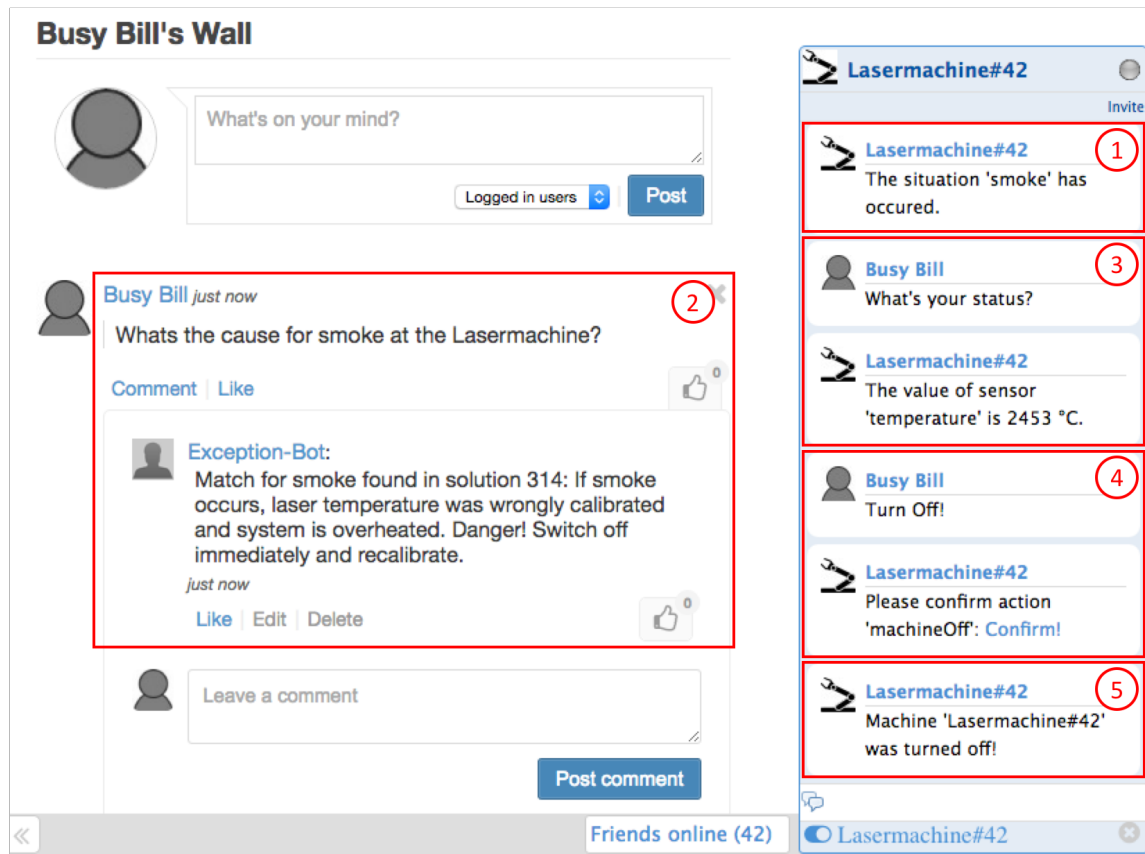 Busy Bill's Wall
What's on your mind?
Logged in users
Post
Busy Bill just now
2
Whats the cause for smoke at the Lasermachine?
Comment Like
0
Exception-Bot:
Match for smoke found in solution 314: If smoke
occurs, laser temperature was wrongly calibrated
and system is overheated. Danger! Switch off
immediately and recalibrate.
just now
Like Edit Delete
0
Leave a comment
Post comment
Friends online (42)
Lasermachine#42
Invite
Lasermachine#42
1
The situation 'smoke' has
occured.
Busy Bill
3
What's your status?
Lasermachine#42
The value of sensor
'temperature' is 2453 °C.
Busy Bill
4
Turn Off!
Lasermachine#42
Please confirm action
'machineOff': Confirm!
Lasermachine#42
5
Machine 'Lasermachine#42'
was turned off!
Lasermachine#42